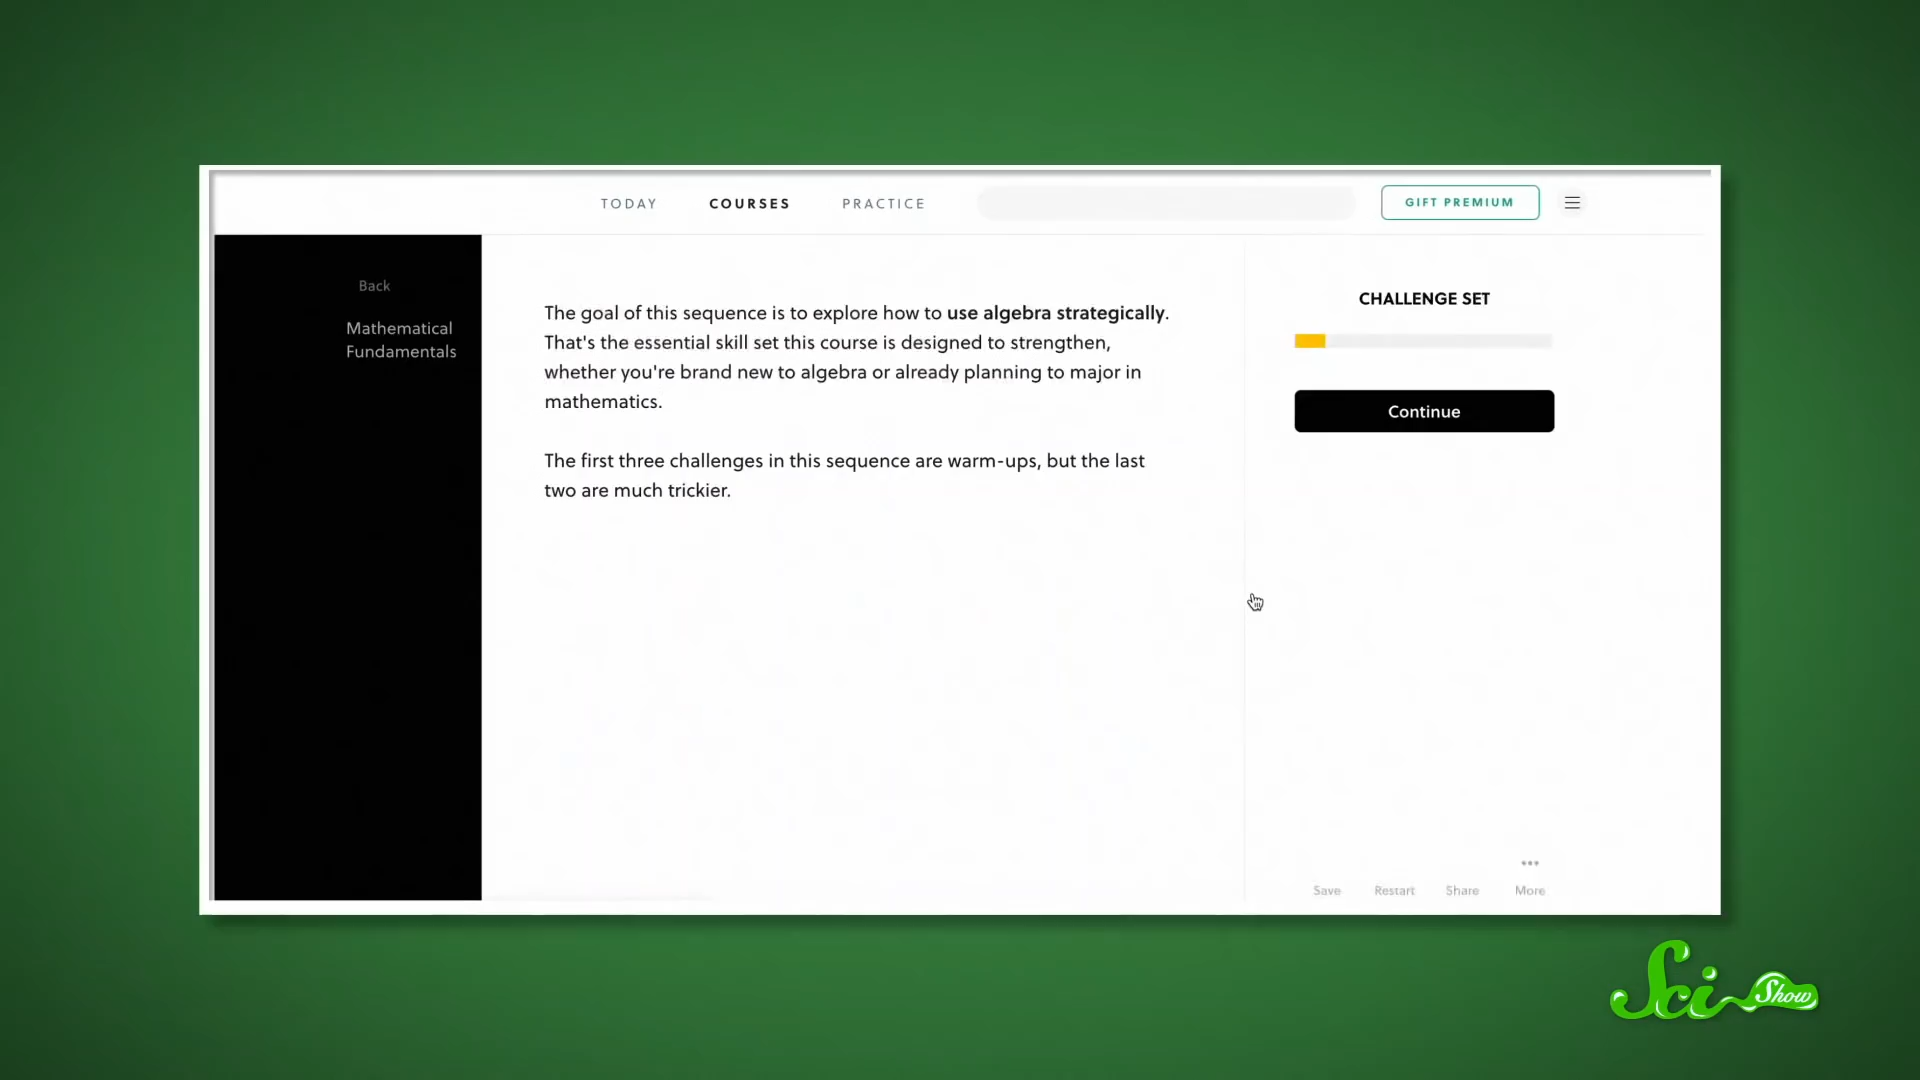 TODAY COURSES PRACTICE GIFT PREMIUM
Back
Mathematical
Fundamentals
The goal of this sequence is to explore how to use algebra strategically.
That's the essential skill set this course is designed to strengthen,
whether you're brand new to algebra or already planning to major in
mathematics.
The first three challenges in this sequence are warm-ups, but the last
two are much trickier.
CHALLENGE SET
Continue
Save Restart Share More
Sci Show